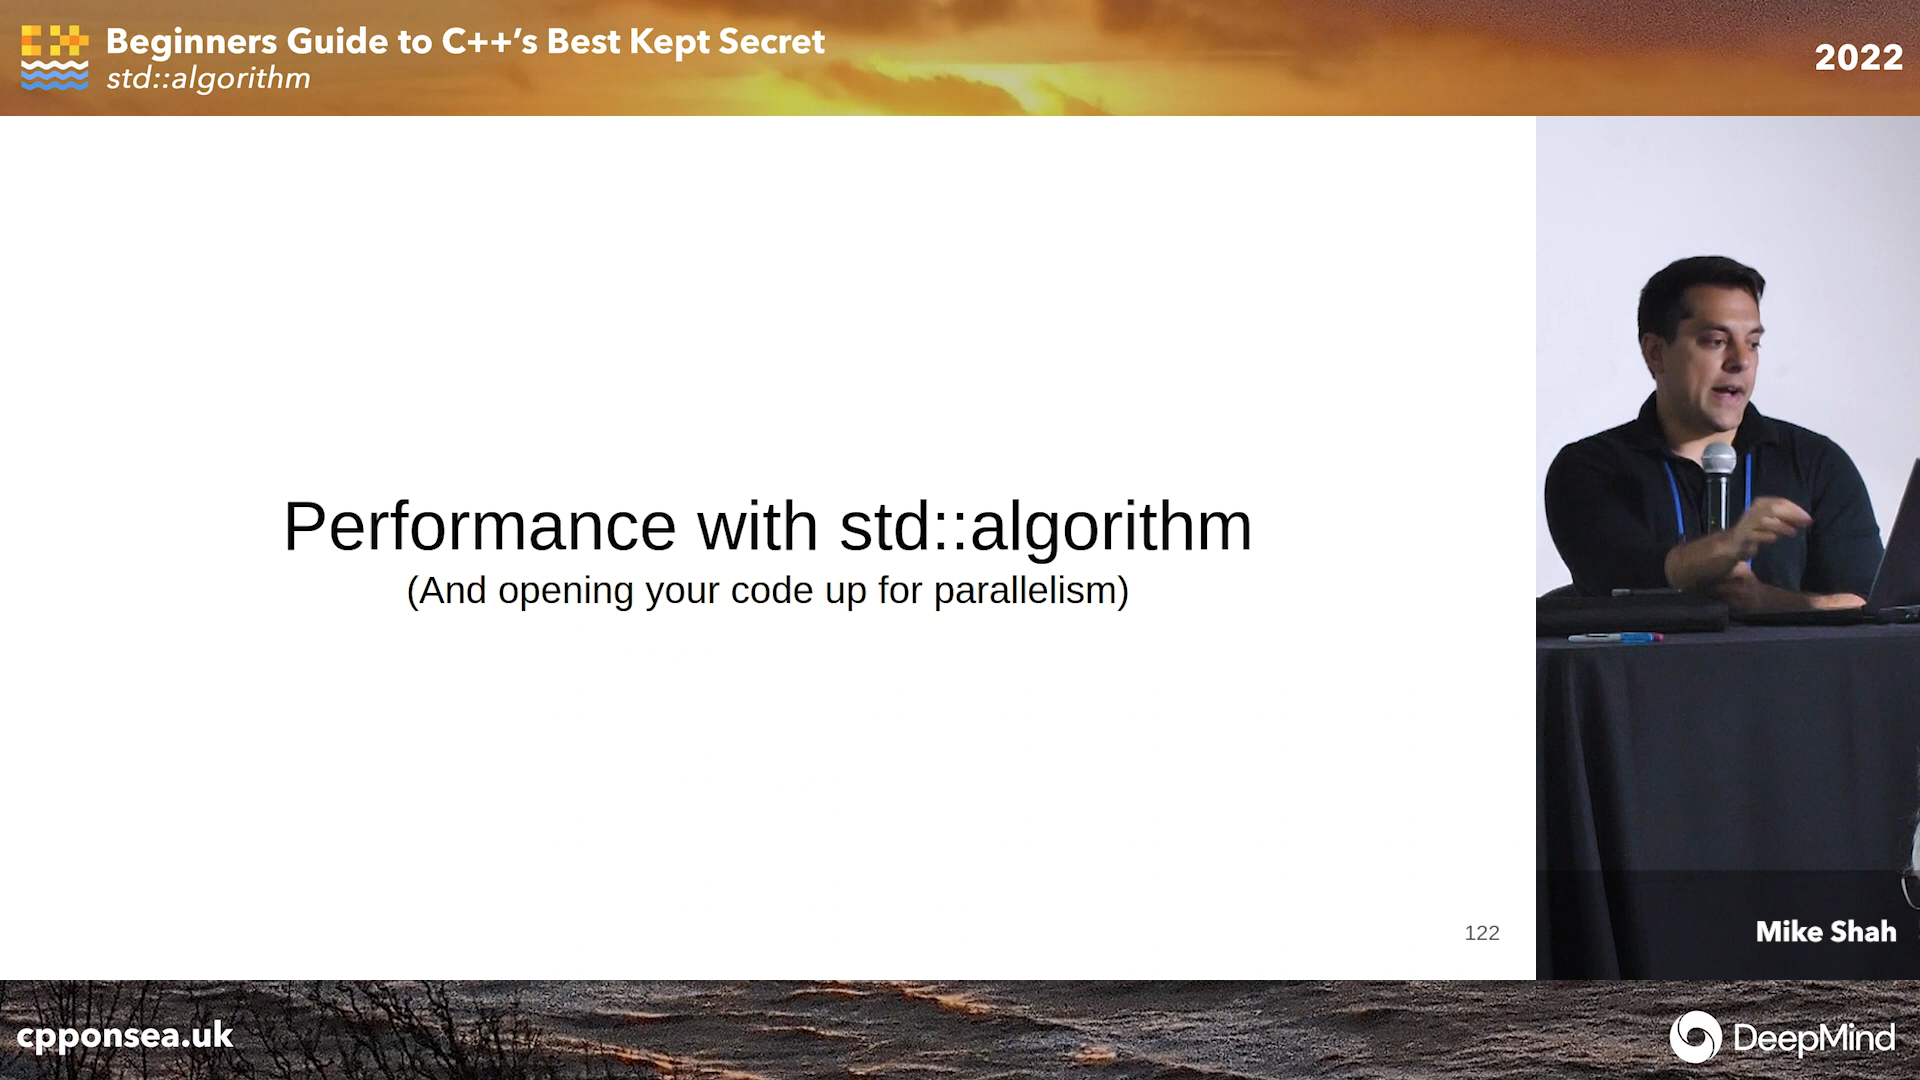 Beginners Guide to C++’s Best Kept Secret
std::algorithm
2022
Performance with std::algorithm
(And opening your code up for parallelism)
122
Mike Shah
cpponsea.uk
DeepMind